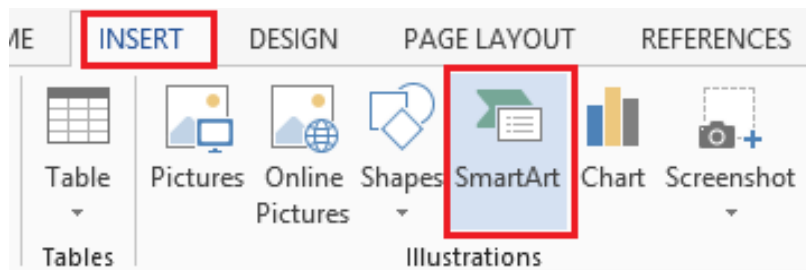 ME INSERT DESIGN PAGE LAYOUT REFERENCES
Table Pictures Online Pictures Shapes SmartArt Chart Screenshot
Tables Illustrations